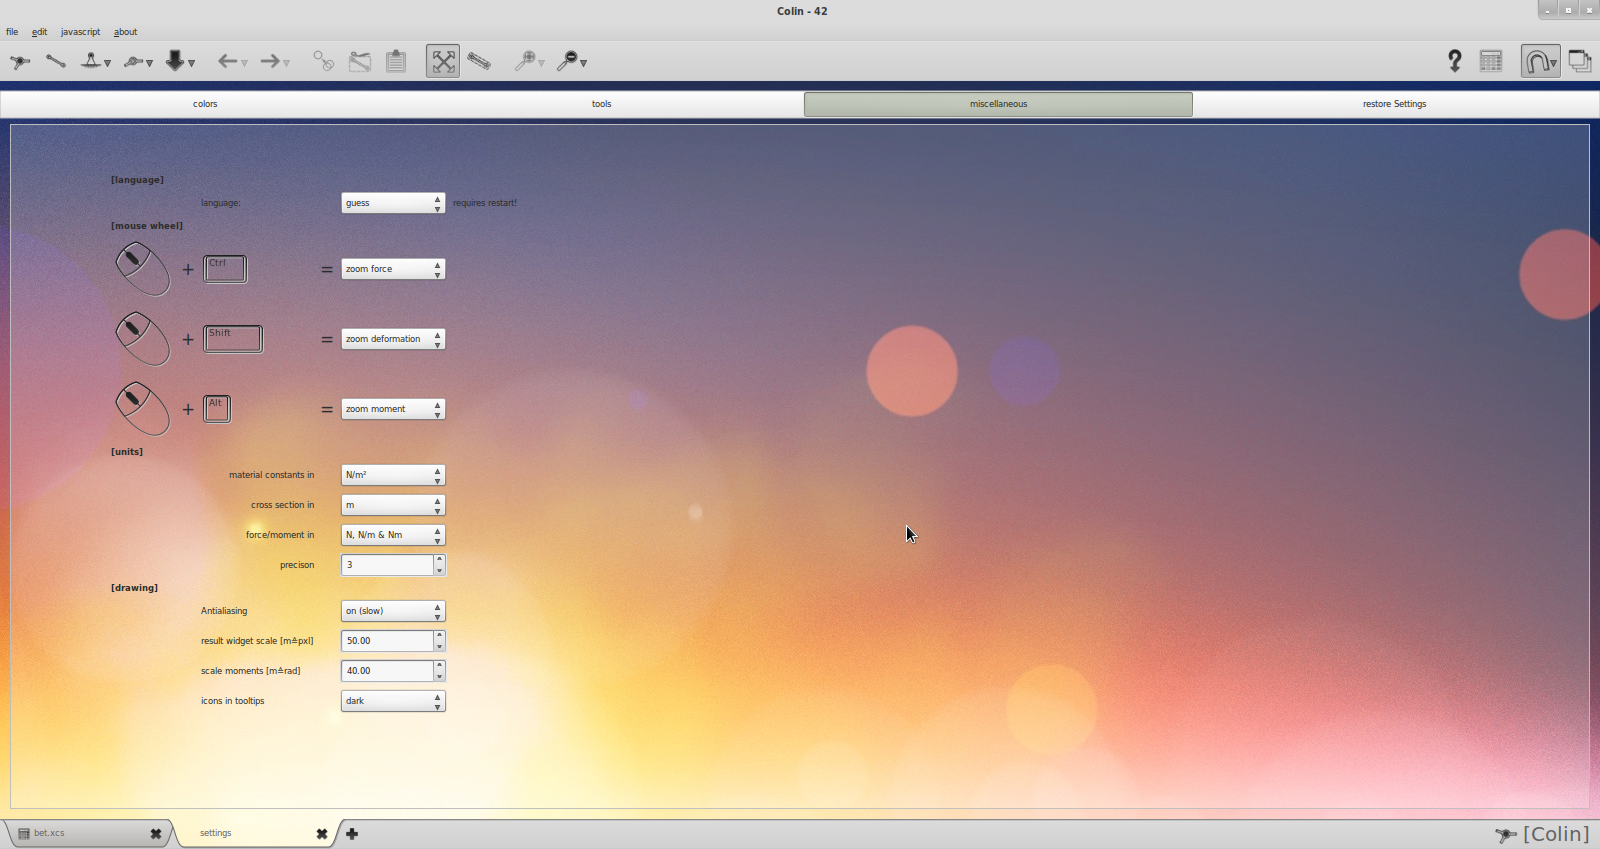 Colin - 42
file edit javascript about
colors tools miscellaneous restore Settings
[language]
language: guess requires restart!
[mouse wheel]
+ Ctrl = zoom force
+ Shift = zoom deformation
+ Alt = zoom moment
[units]
material constants in N/m²
cross section in m
force/moment in N, N/m & Nm
precison 3
[drawing]
Antialiasing on (slow)
result widget scale [m≙pxl] 50.00
scale moments [m≙rad] 40.00
icons in tooltips dark
bet.xcs settings [Colin]